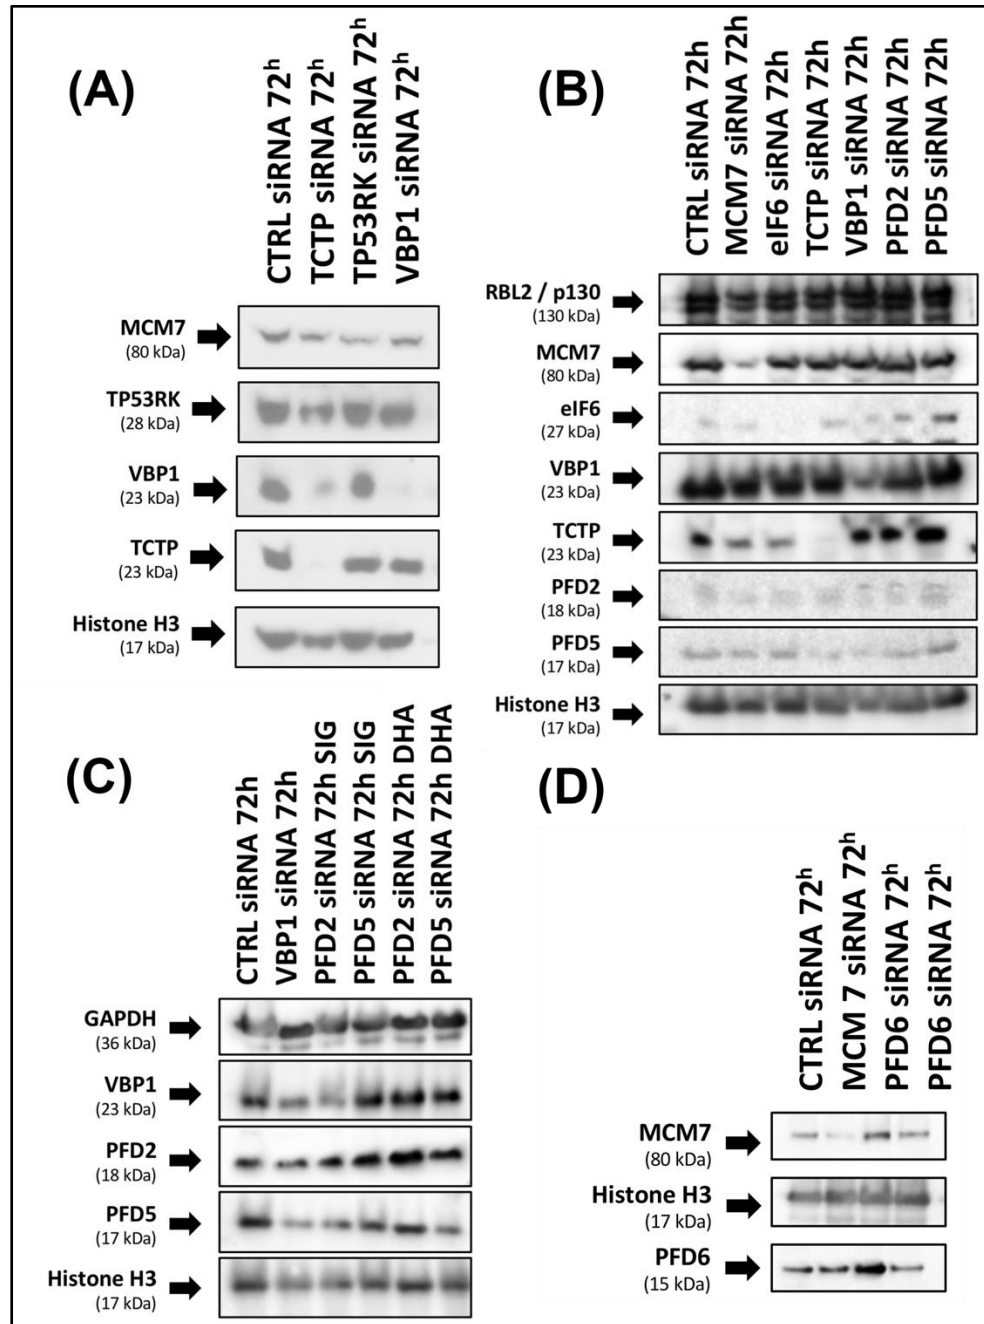 (A)
CTRL siRNA 72h
TCTP siRNA 72h
TP53RK siRNA 72h
VBP1 siRNA 72h
MCM7
(80 kDa)
TP53RK
(28 kDa)
VBP1
(23 kDa)
TCTP
(23 kDa)
Histone H3
(17 kDa)
(B)
CTRL siRNA 72h
MCM7 siRNA 72h
eIF6 siRNA 72h
TCTP siRNA 72h
VBP1 siRNA 72h
PFD2 siRNA 72h
PFD5 siRNA 72h
RBL2 / p130
(130 kDa)
MCM7
(80 kDa)
eIF6
(27 kDa)
VBP1
(23 kDa)
TCTP
(23 kDa)
PFD2
(18 kDa)
PFD5
(17 kDa)
Histone H3
(17 kDa)
(C)
CTRL siRNA 72h
VBP1 siRNA 72h
PFD2 siRNA 72h SIG
PFD5 siRNA 72h SIG
PFD2 siRNA 72h DHA
PFD5 siRNA 72h DHA
GAPDH
(36 kDa)
VBP1
(23 kDa)
PFD2
(18 kDa)
PFD5
(17 kDa)
Histone H3
(17 kDa)
(D)
CTRL siRNA 72h
MCM 7 siRNA 72h
PFD6 siRNA 72h
PFD6 siRNA 72h
MCM7
(80 kDa)
Histone H3
(17 kDa)
PFD6
(15 kDa)